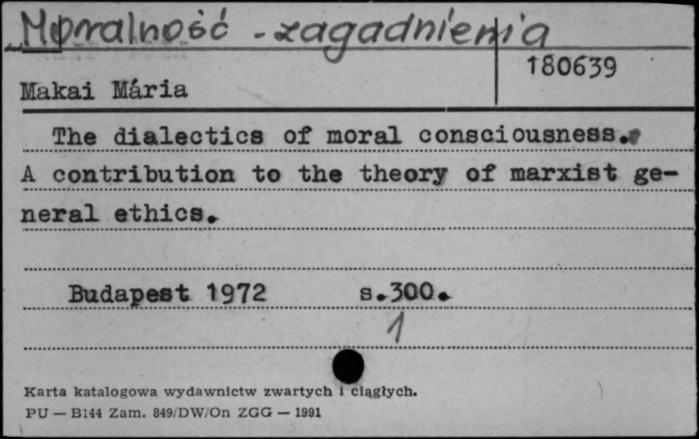 Moralność - zagadnienia
180639
Makai Mária
The dialectics of moral consciousness.
A contribution to the theory of marxist ge-
neral ethics.
Budapest 1972 s.300.
1
Karta katalogowa wydawnictw zwartych i ciągłych.
PU — B144 Zam. 849/DW/On ZGG — 1991